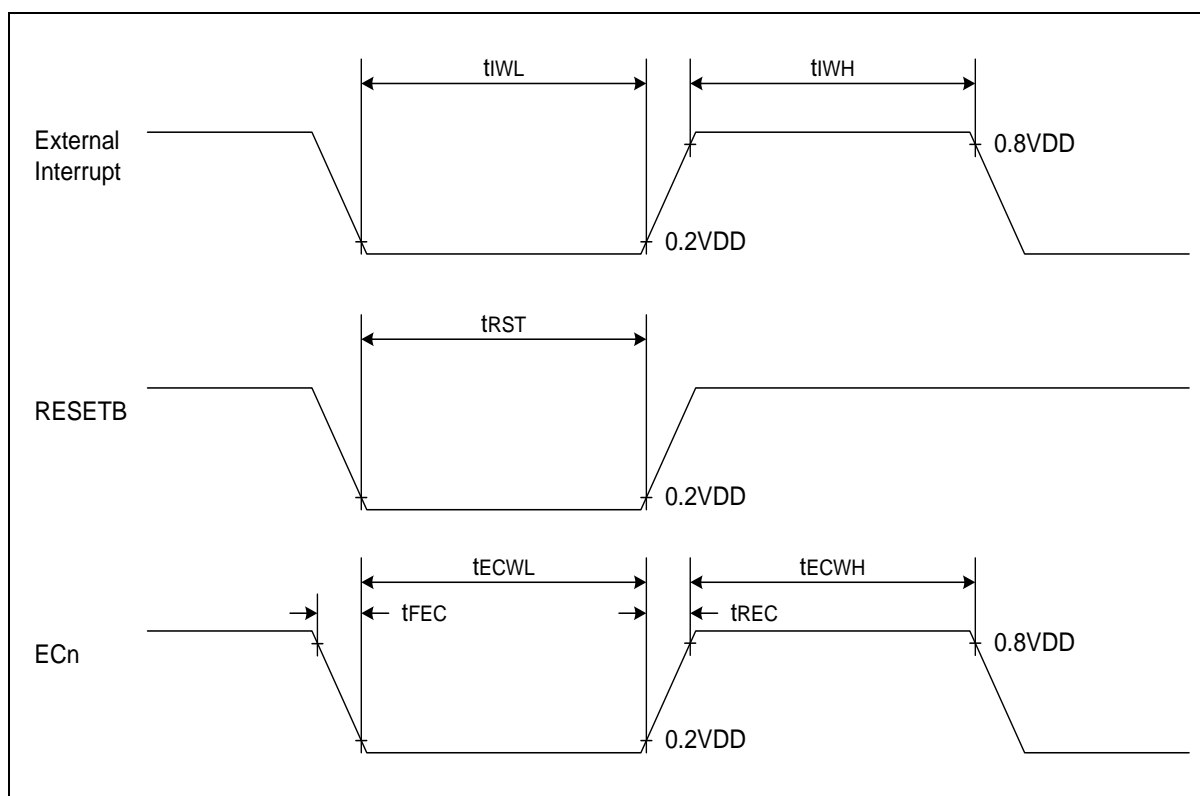 tIWL
tIWH
External
Interrupt
0.8VDD
0.2VDD
tRST
RESETB
0.2VDD
tECWL
tECWH
tFEC
tREC
ECn
0.8VDD
0.2VDD